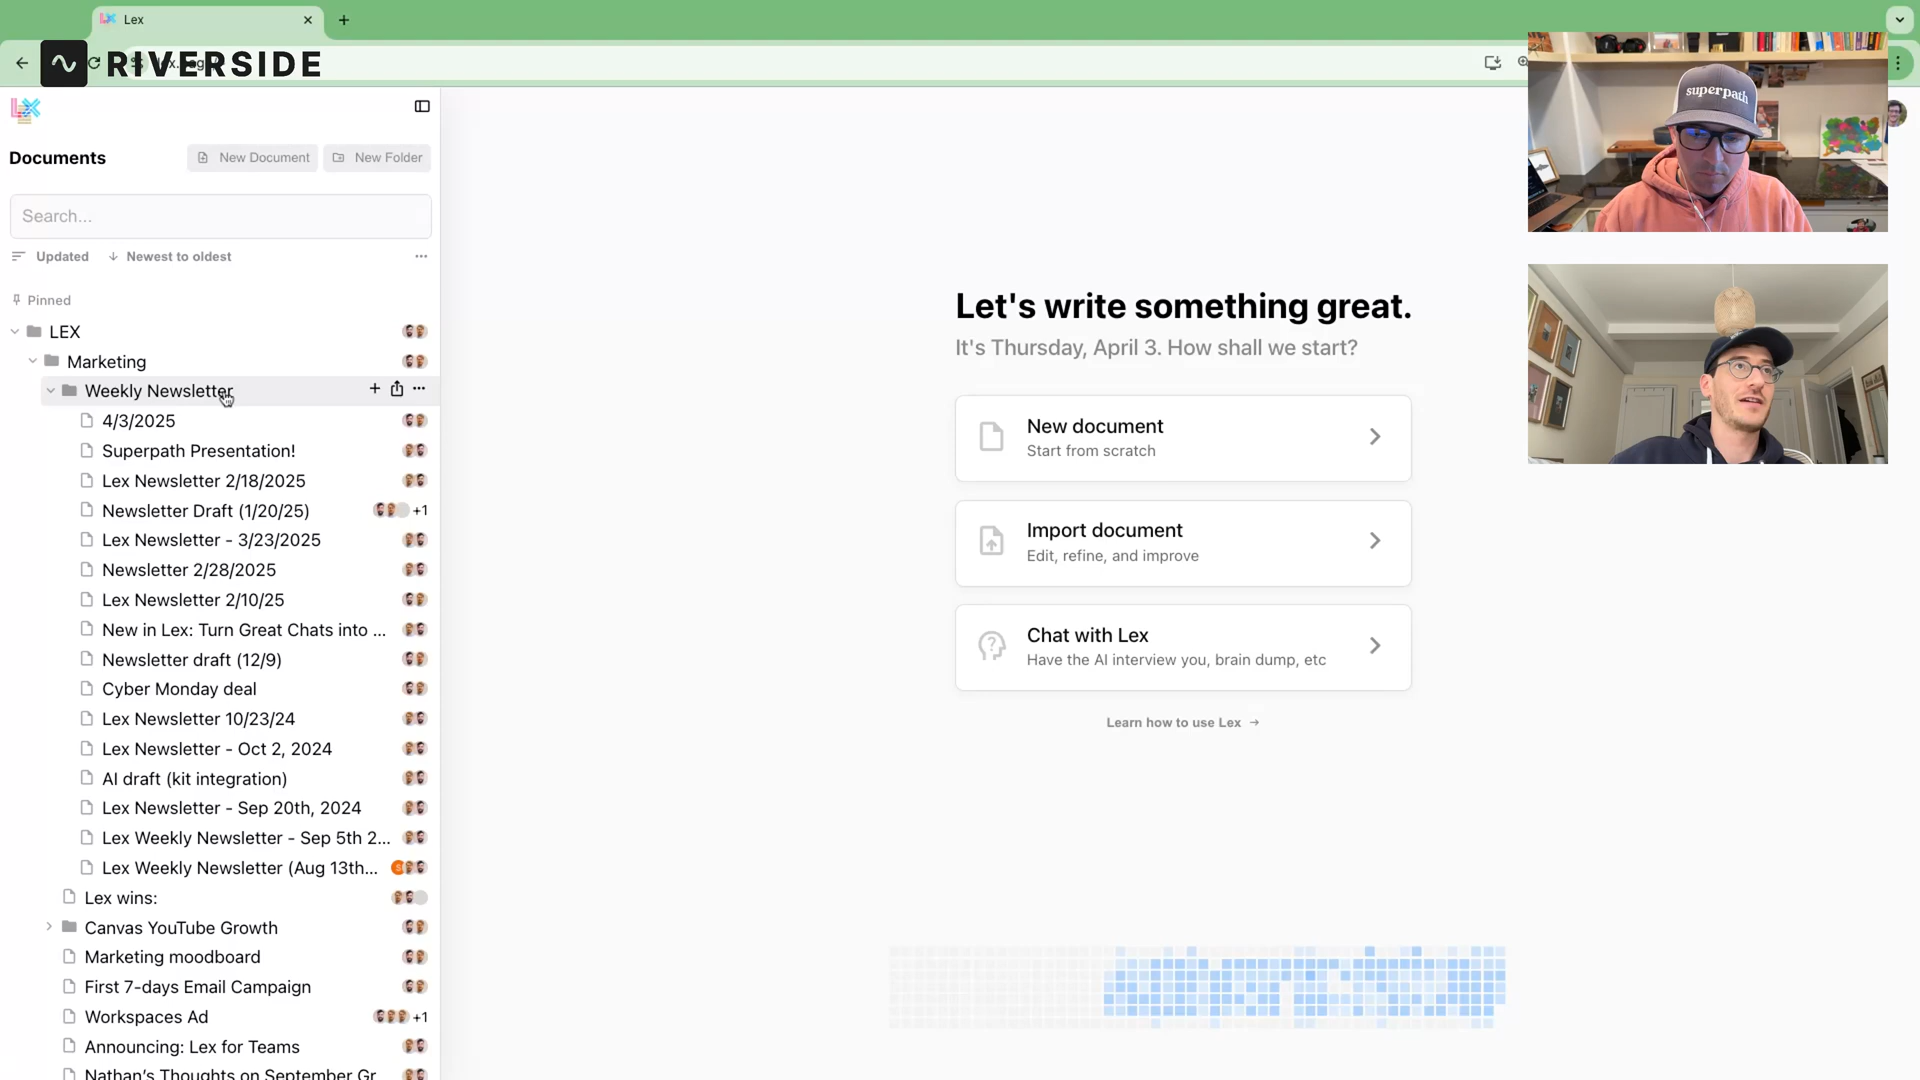 Lex
RIVERSIDE
Documents
New Document
New Folder
Search...
Updated
Newest to oldest
Pinned
LEX
Marketing
Weekly Newsletter
4/3/2025
Superpath Presentation!
Lex Newsletter 2/18/2025
Newsletter Draft (1/20/25)
+1
Lex Newsletter - 3/23/2025
Newsletter 2/28/2025
Lex Newsletter 2/10/25
New in Lex: Turn Great Chats into ...
Newsletter draft (12/9)
Cyber Monday deal
Lex Newsletter 10/23/24
Lex Newsletter - Oct 2, 2024
AI draft (kit integration)
Lex Newsletter - Sep 20th, 2024
Lex Weekly Newsletter - Sep 5th 2...
Lex Weekly Newsletter (Aug 13th...
Lex wins:
Canvas YouTube Growth
Marketing moodboard
First 7-days Email Campaign
Workspaces Ad
+1
Announcing: Lex for Teams
Nathan's Thoughts on September Gr
Let's write something great.
It's Thursday, April 3. How shall we start?
New document
Start from scratch
Import document
Edit, refine, and improve
Chat with Lex
Have the AI interview you, brain dump, etc
Learn how to use Lex →
superpath